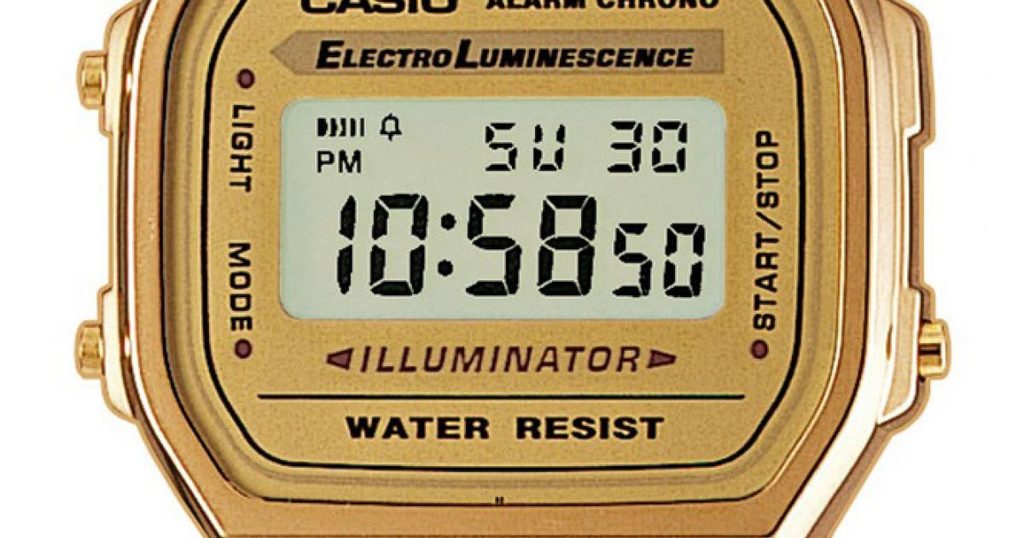 CASIO ALARM CHRONO
ELECTRO LUMINESCENCE
LIGHT
PM SU 30
10:58 50
MODE
START/STOP
ILLUMINATOR
WATER RESIST